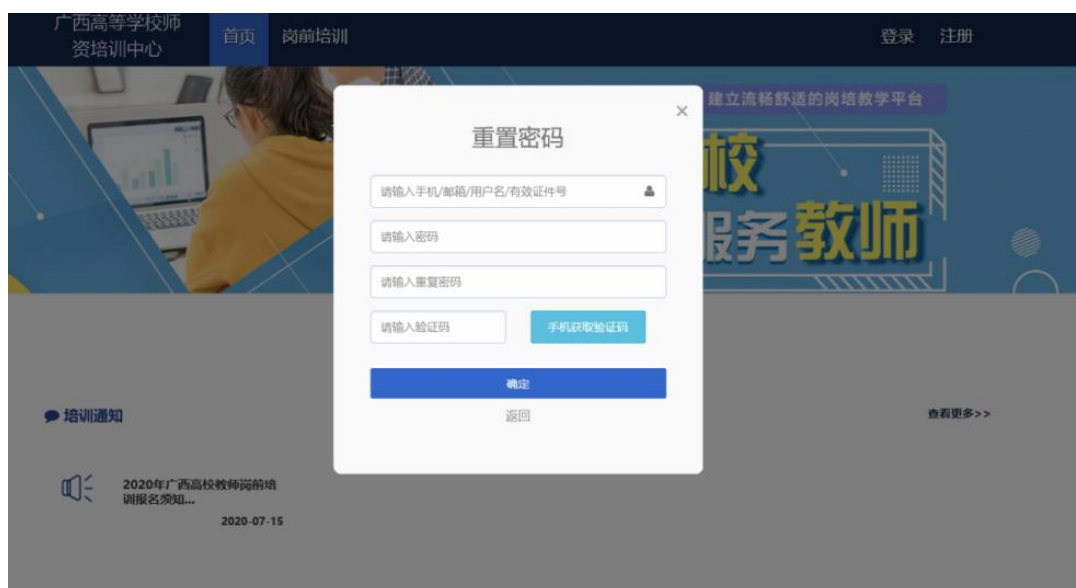 广西高等学校师
资培训中心
首页
岗前培训
登录
注册
建立流畅舒适的岗培教学平台
校
服务教师
重置密码
请输入手机/邮箱/用户名/有效证件号
请输入密码
请输入重复密码
请输入验证码
手机获取验证码
确定
返回
培训通知
查看更多>>
2020年广西高校教师岗前培
训报名须知...
2020-07-15